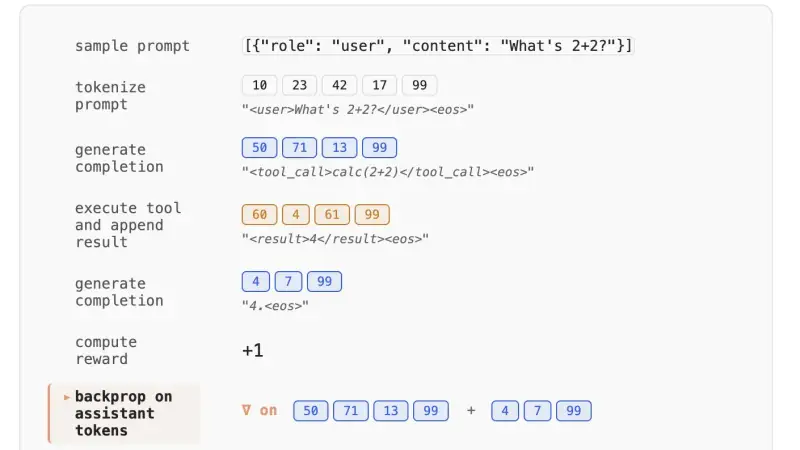 sample prompt [{"role": "user", "content": "What's 2+2?"}]
tokenize
prompt
10 23 42 17 99
"<user>What's 2+2?</user><eos>"
generate
completion
50 71 13 99
"<tool_call>calc(2+2)</tool_call><eos>"
execute tool
and append
result
60 4 61 99
"<result>4</result><eos>"
generate
completion
4 7 99
"4.<eos>"
compute
reward
+1
▸ backprop on
assistant
tokens
∇ on 50 71 13 99 + 4 7 99